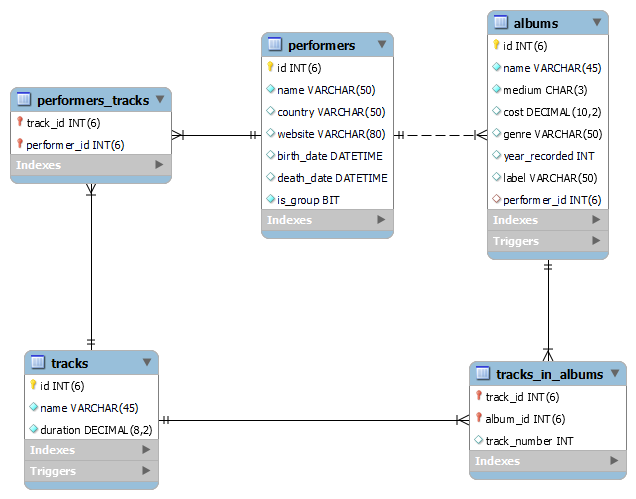 albums
id INT(6)
name VARCHAR(45)
medium CHAR(3)
cost DECIMAL(10,2)
genre VARCHAR(50)
year_recorded INT
label VARCHAR(50)
performer_id INT(6)
Indexes
Triggers
performers
id INT(6)
name VARCHAR(50)
country VARCHAR(50)
website VARCHAR(80)
birth_date DATETIME
death_date DATETIME
is_group BIT
Indexes
performers_tracks
track_id INT(6)
performer_id INT(6)
Indexes
tracks
id INT(6)
name VARCHAR(45)
duration DECIMAL(8,2)
Indexes
Triggers
tracks_in_albums
track_id INT(6)
album_id INT(6)
track_number INT
Indexes